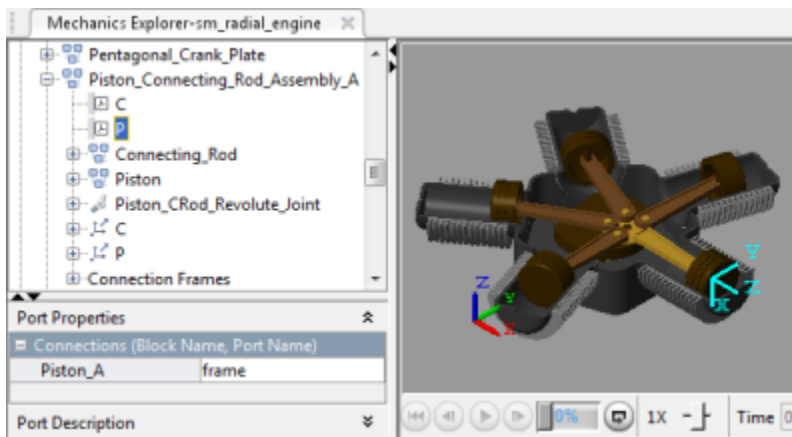 Mechanics Explorer-sm_radial_engine
Pentagonal_Crank_Plate
Piston_Connecting_Rod_Assembly_A
C
P
Connecting_Rod
Piston
Piston_CRod_Revolute_Joint
C
P
Connection Frames
Port Properties
Connections (Block Name, Port Name)
Piston_A frame
Port Description
Z
Y
X
Y
Z
X
0% 1X Time 0